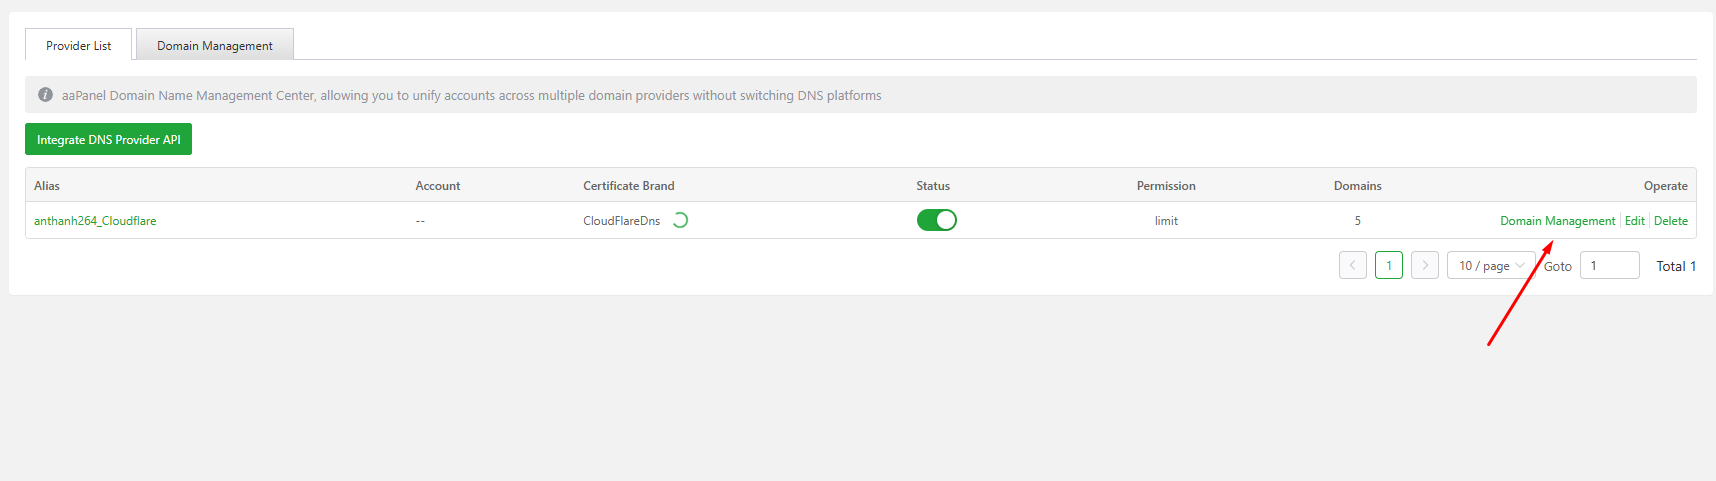 Provider List Domain Management
aaPanel Domain Name Management Center, allowing you to unify accounts across multiple domain providers without switching DNS platforms
Integrate DNS Provider API
Alias Account Certificate Brand Status Permission Domains Operate
anthanh264_Cloudflare -- CloudFlareDns limit 5 Domain Management Edit Delete
1 10 / page Goto 1 Total 1